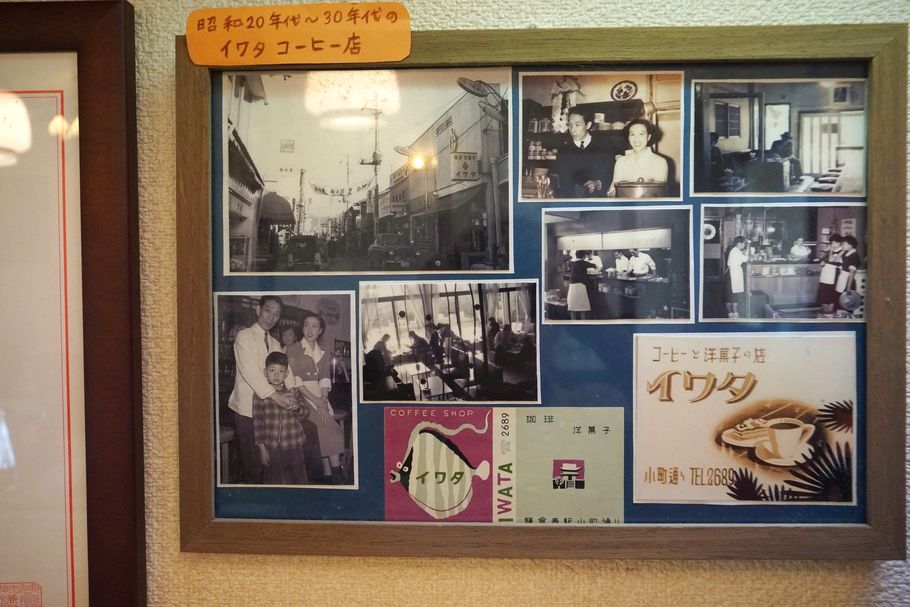 昭和20年代～30年代の
イワタ コーヒー店
イワタ
COFFEE SHOP
イワタ
IWATA ☎ 2689
珈琲
洋菓子
鎌倉表駅小町通り
コーヒーと洋菓子の店
イワタ
小町通り TEL 2689